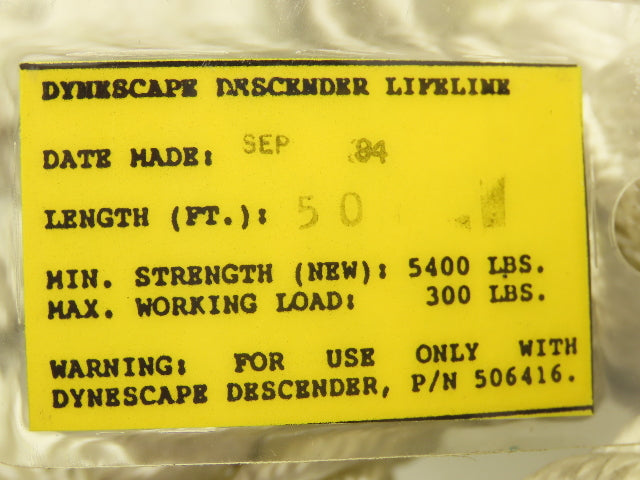 DYNESCAPE DESCENDER LIFELINE
DATE MADE: SEP 84
LENGTH (FT.): 50
MIN. STRENGTH (NEW): 5400 LBS.
MAX. WORKING LOAD: 300 LBS.
WARNING: FOR USE ONLY WITH
DYNESCAPE DESCENDER, P/N 506416.